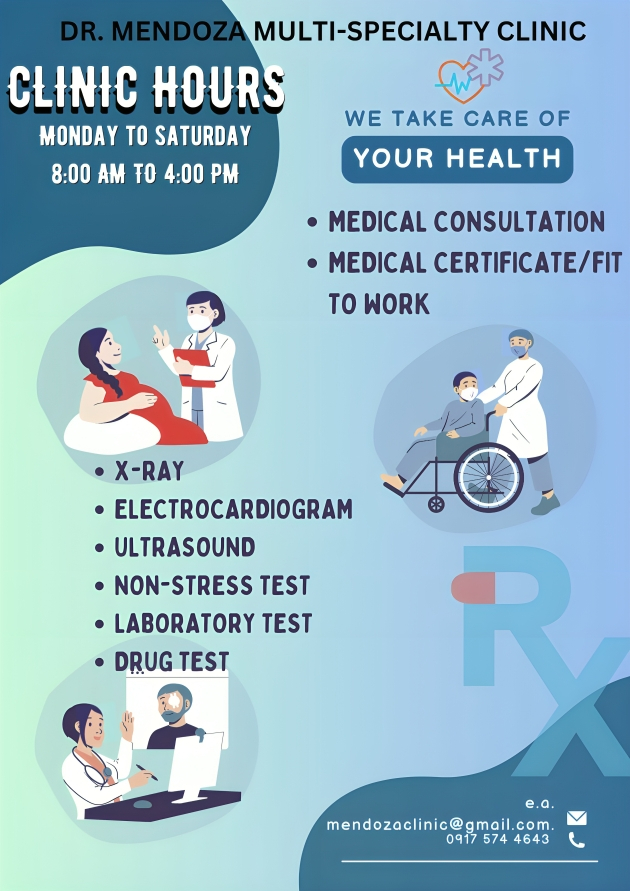 DR. MENDOZA MULTI-SPECIALTY CLINIC
CLINIC HOURS
MONDAY TO SATURDAY
8:00 AM TO 4:00 PM
WE TAKE CARE OF
YOUR HEALTH
• MEDICAL CONSULTATION
• MEDICAL CERTIFICATE/FIT
TO WORK
• X-RAY
• ELECTROCARDIOGRAM
• ULTRASOUND
• NON-STRESS TEST
• LABORATORY TEST
• DRUG TEST
Rx
e.a.
mendozaclinic@gmail.com.
0917 574 4643